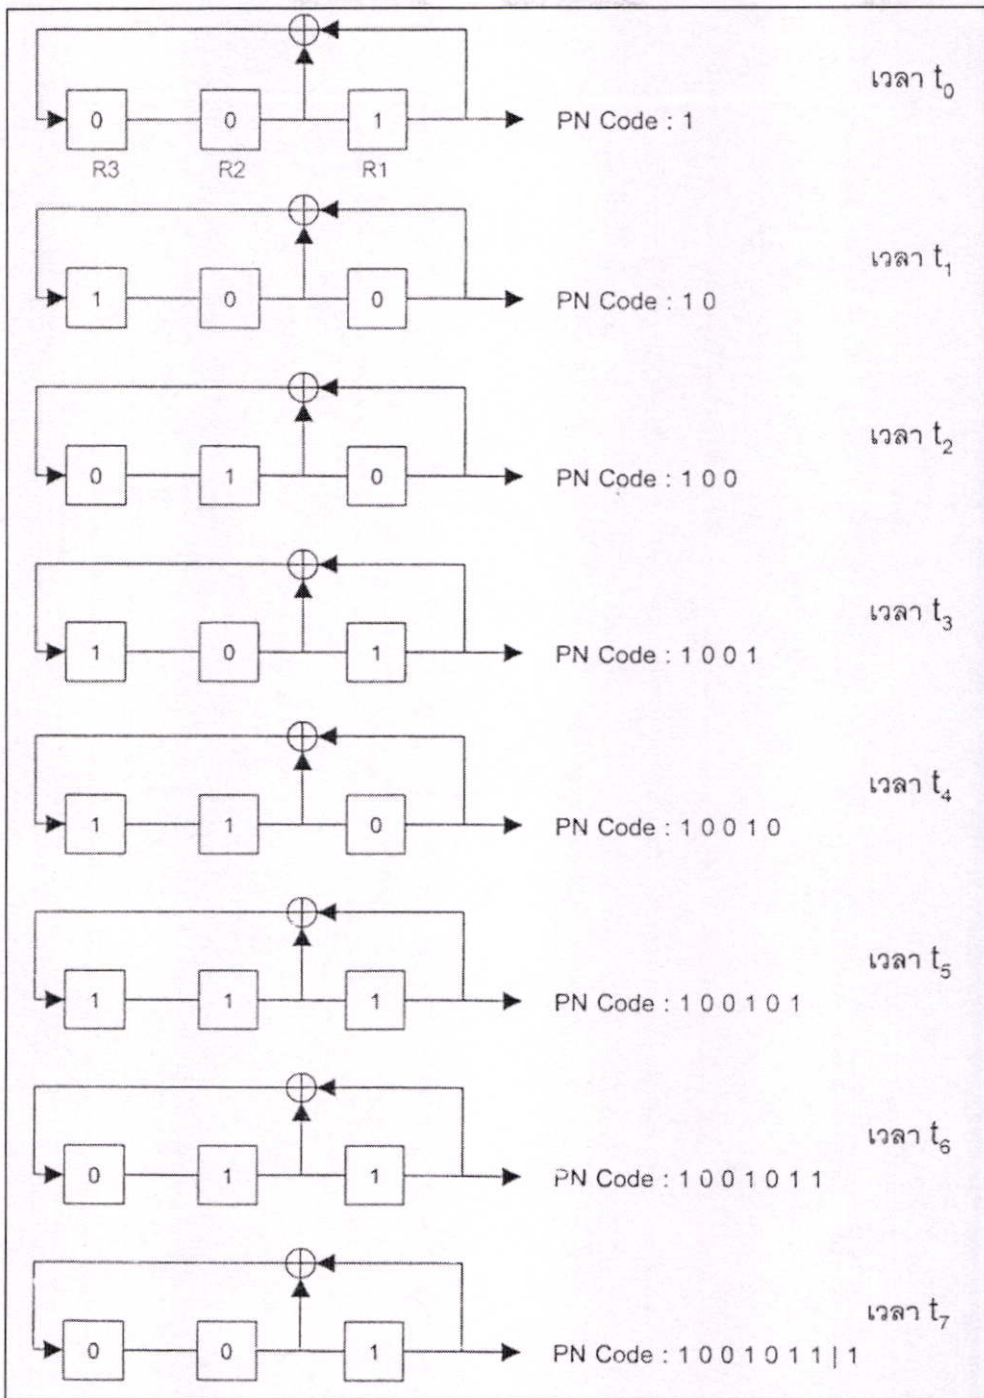 เวลา t0
0 0 1 PN Code : 1
R3 R2 R1
เวลา t1
1 0 0 PN Code : 1 0
เวลา t2
0 1 0 PN Code : 1 0 0
เวลา t3
1 0 1 PN Code : 1 0 0 1
เวลา t4
1 1 0 PN Code : 1 0 0 1 0
เวลา t5
1 1 1 PN Code : 1 0 0 1 0 1
เวลา t6
0 1 1 PN Code : 1 0 0 1 0 1 1
เวลา t7
0 0 1 PN Code : 1 0 0 1 0 1 1 | 1